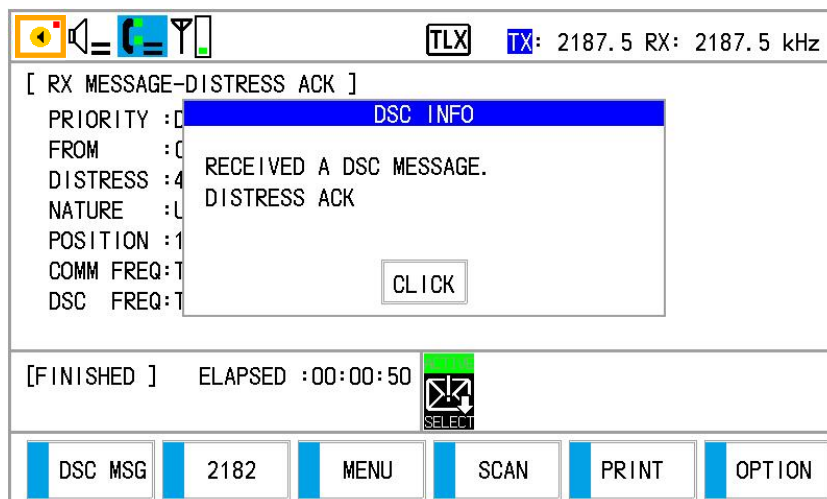 TLX TX: 2187.5 RX: 2187.5 kHz
[ RX MESSAGE-DISTRESS ACK ]
PRIORITY :
FROM :
DISTRESS :4
NATURE :
POSITION :1
COMM FREQ:T
DSC FREQ:T
DSC INFO
RECEIVED A DSC MESSAGE.
DISTRESS ACK
CLICK
[FINISHED ] ELAPSED :00:00:50
ACTIVE
SELECT
DSC MSG 2182 MENU SCAN PRINT OPTION